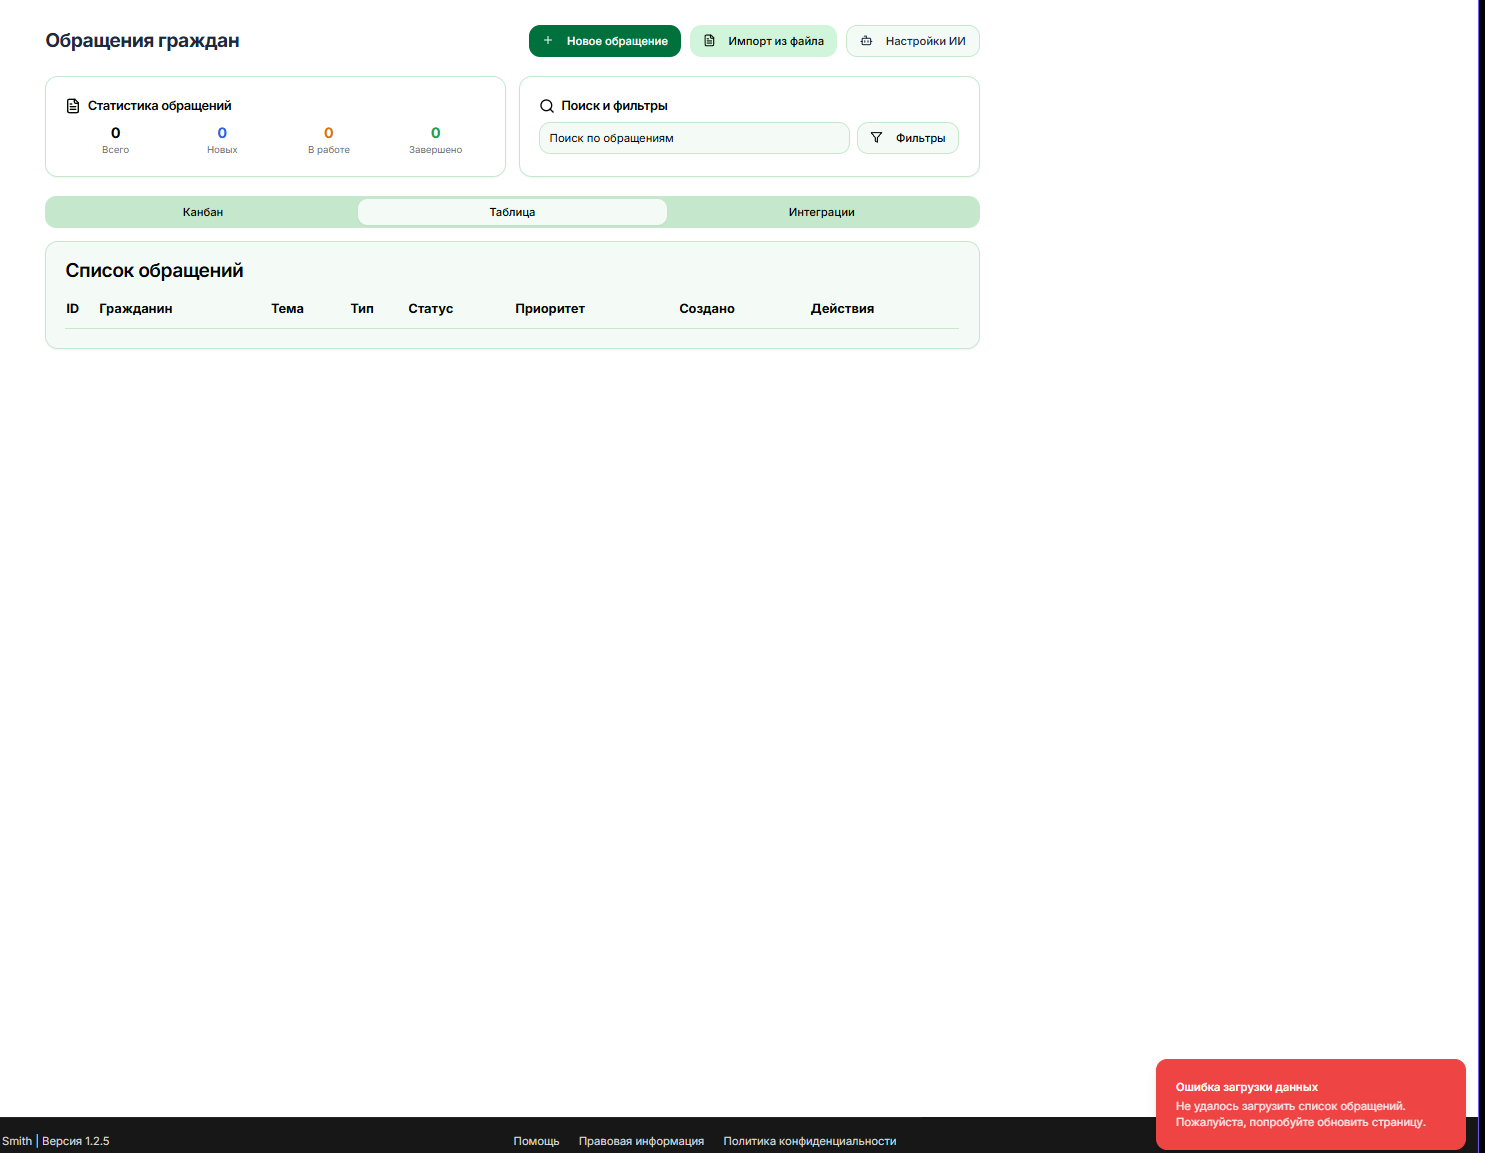 Обращения граждан
Новое обращение
Импорт из файла
Настройки ИИ
Статистика обращений
0 0 0 0
Всего Новых В работе Завершено
Поиск и фильтры
Поиск по обращениям
Фильтры
Канбан Таблица Интеграции
Список обращений
ID Гражданин Тема Тип Статус Приоритет Создано Действия
Ошибка загрузки данных
Не удалось загрузить список обращений.
Пожалуйста, попробуйте обновить страницу.
Smith | Версия 1.2.5
Помощь Правовая информация Политика конфиденциальности